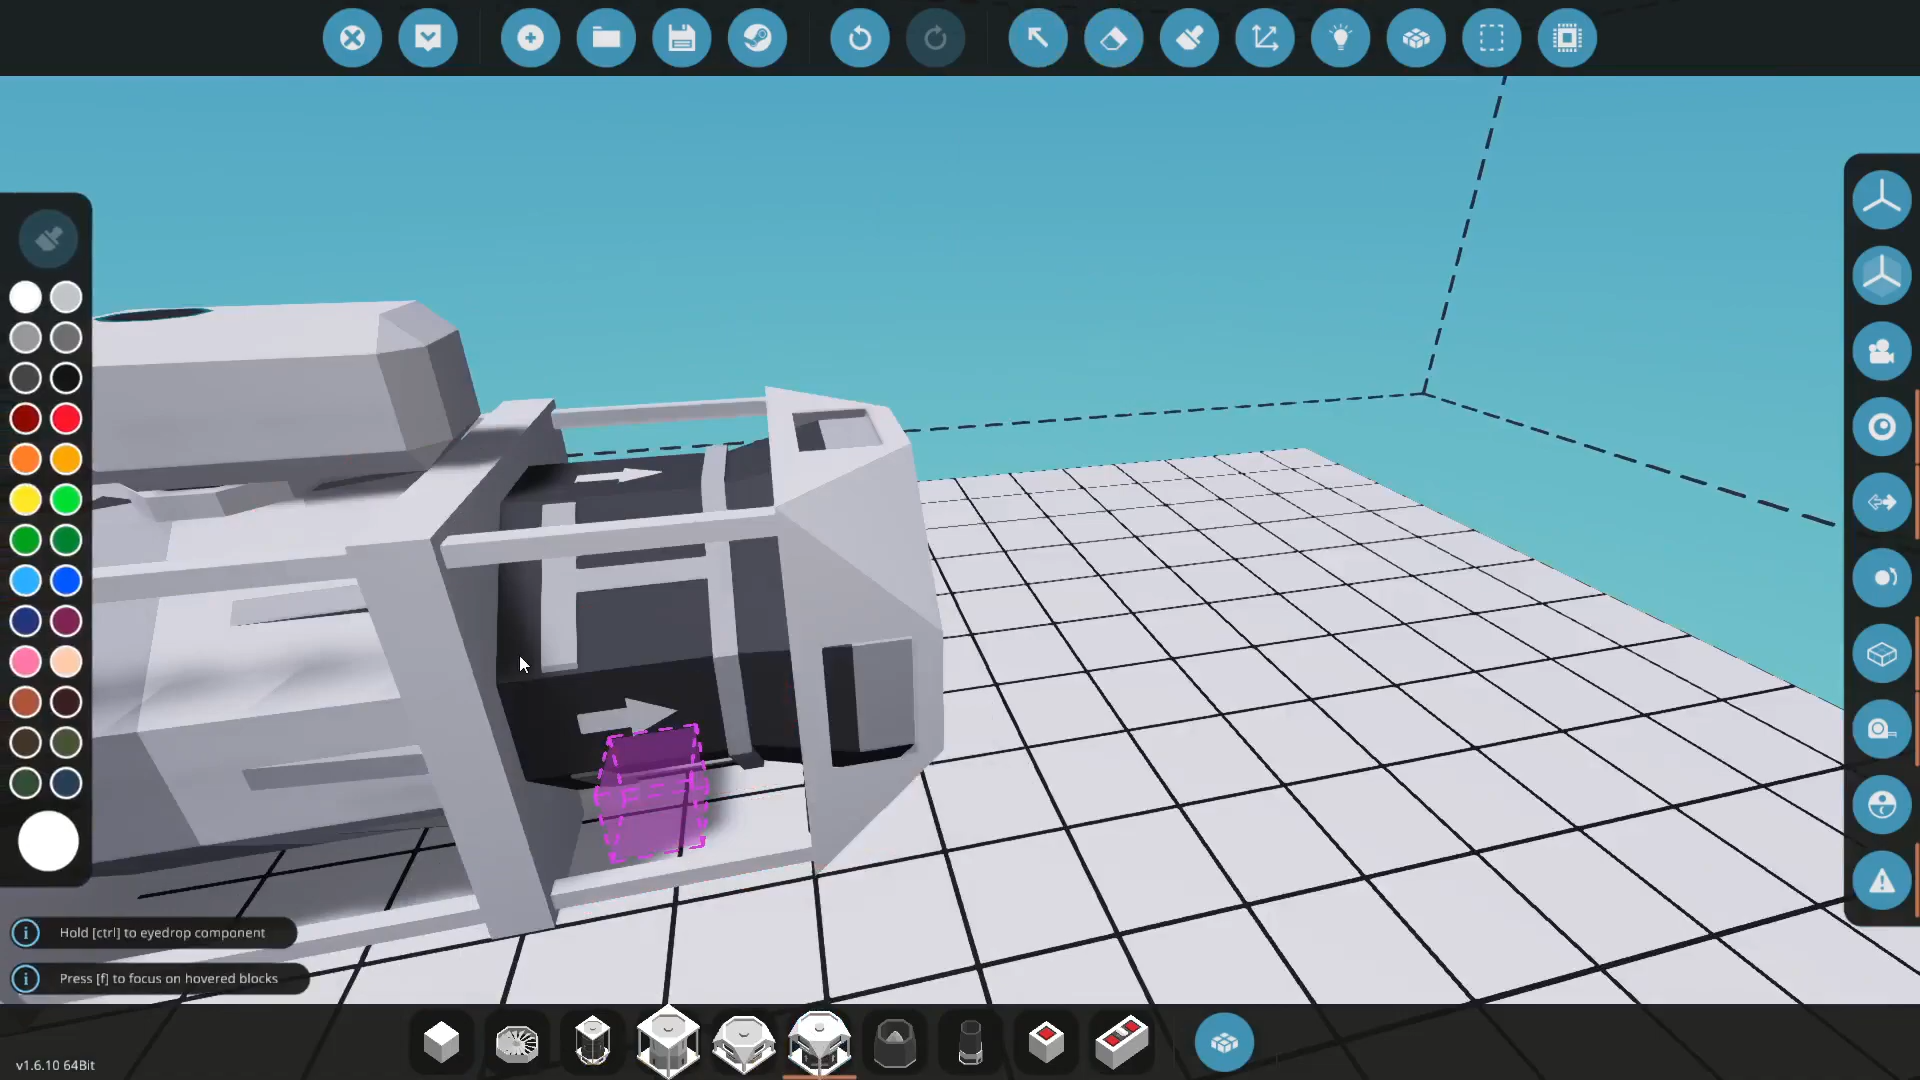 Hold [ctrl] to eyedrop component
Press [f] to focus on hovered blocks
v1.6.10 64Bit